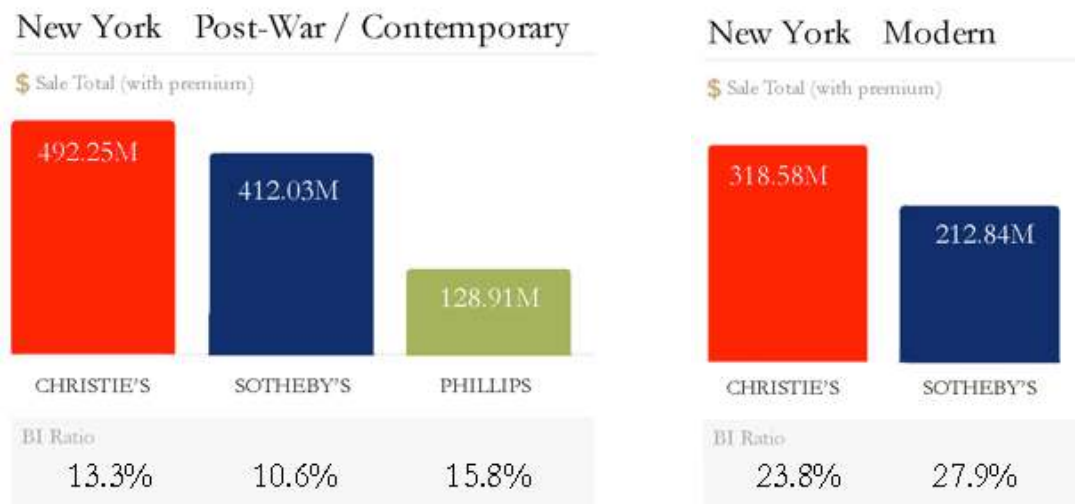 New York Post-War / Contemporary
$ Sale Total (with premium)
492.25M
412.03M
128.91M
CHRISTIE'S SOTHEBY'S PHILLIPS
BI Ratio
13.3% 10.6% 15.8%
New York Modern
$ Sale Total (with premium)
318.58M
212.84M
CHRISTIE'S SOTHEBY'S
BI Ratio
23.8% 27.9%